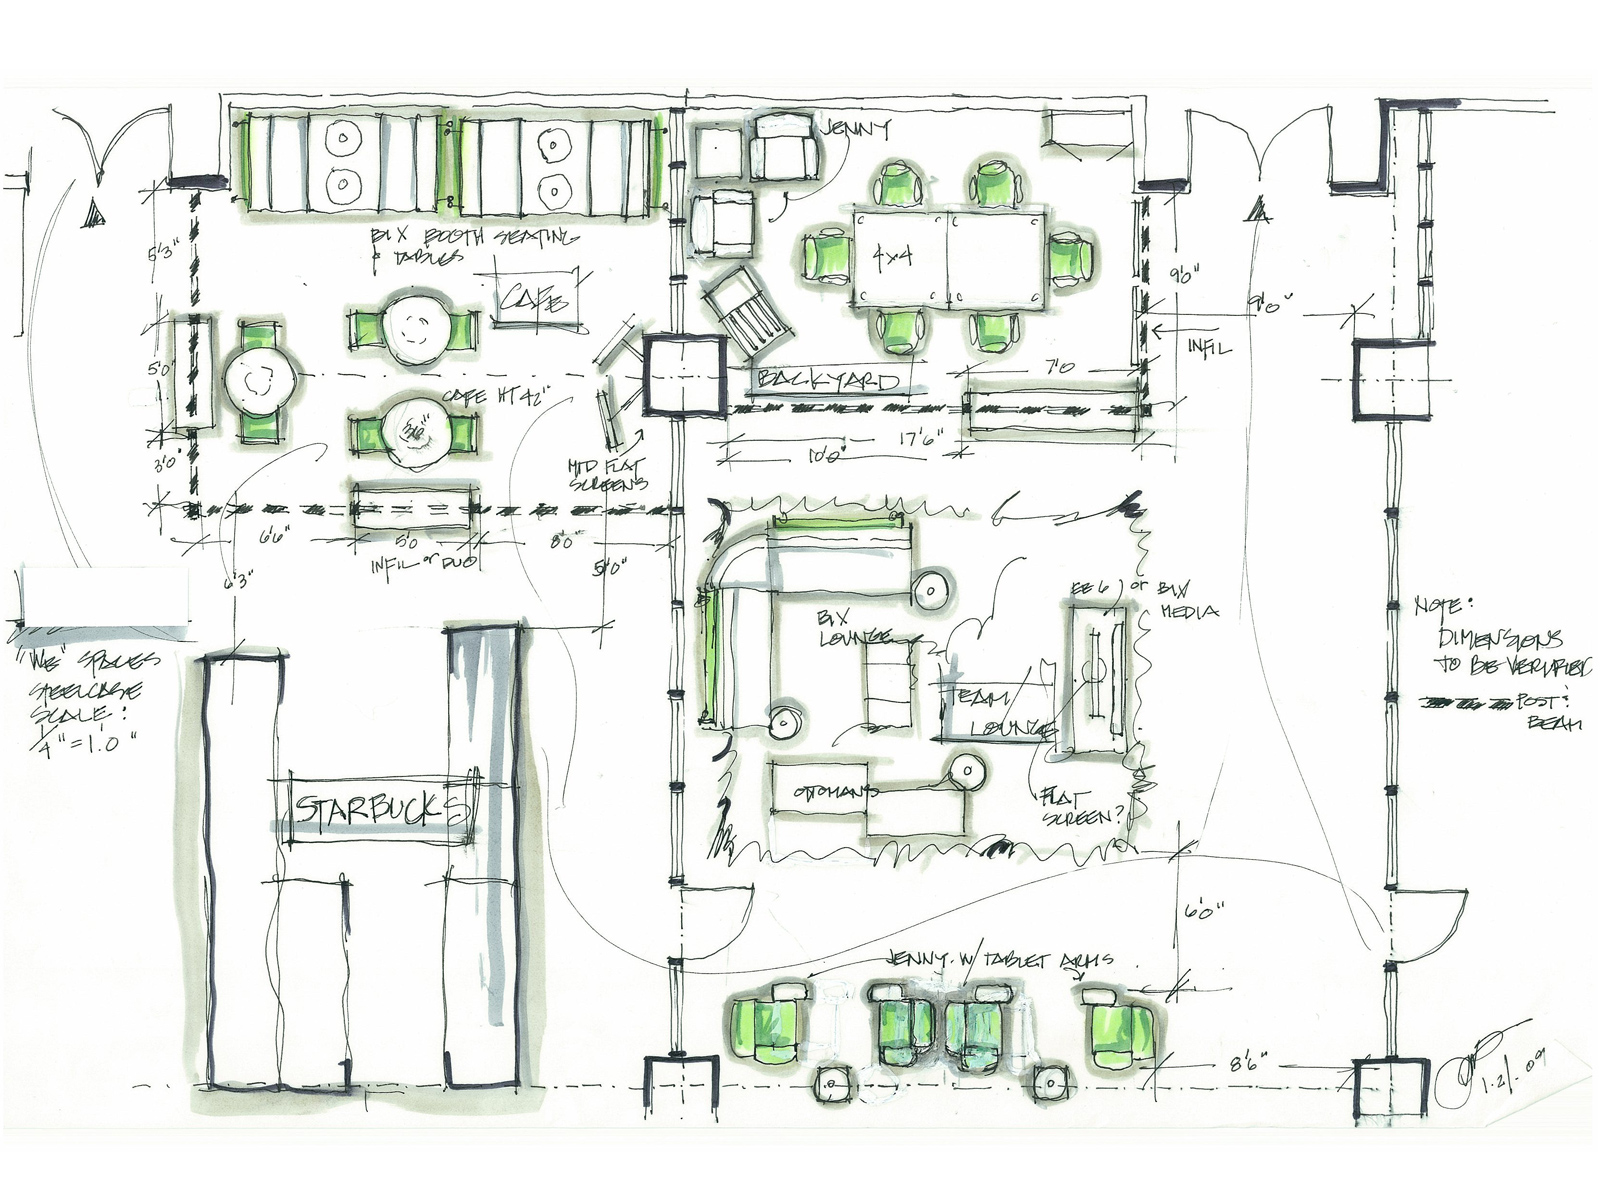 JENNY
BIX BOOTH SEATING
& TABLES
CAFE
5'3"
4x4
9'0"
9'0"
INFIL
5'0"
CAFE HT 42"
36"
BACKYARD
7'0
3'0"
MTD FLAT
SCREENS
17'6"
10'0"
6'6"
5'0
8'0"
INFIL or DUO
5'0"
6'3"
EE6) or BIX
MEDIA
BIX
LOUNGE
NOTE:
DIMENSIONS
TO BE VERIFIED
POST &
BEAM
"WE" SPACES
STEELCASE
SCALE:
1/4" = 1'0"
TEAM
LOUNGE
STARBUCKS
OTTOMANS
FLAT
SCREEN?
6'0"
JENNY W TABLET ARMS
8'6"
1.21.09